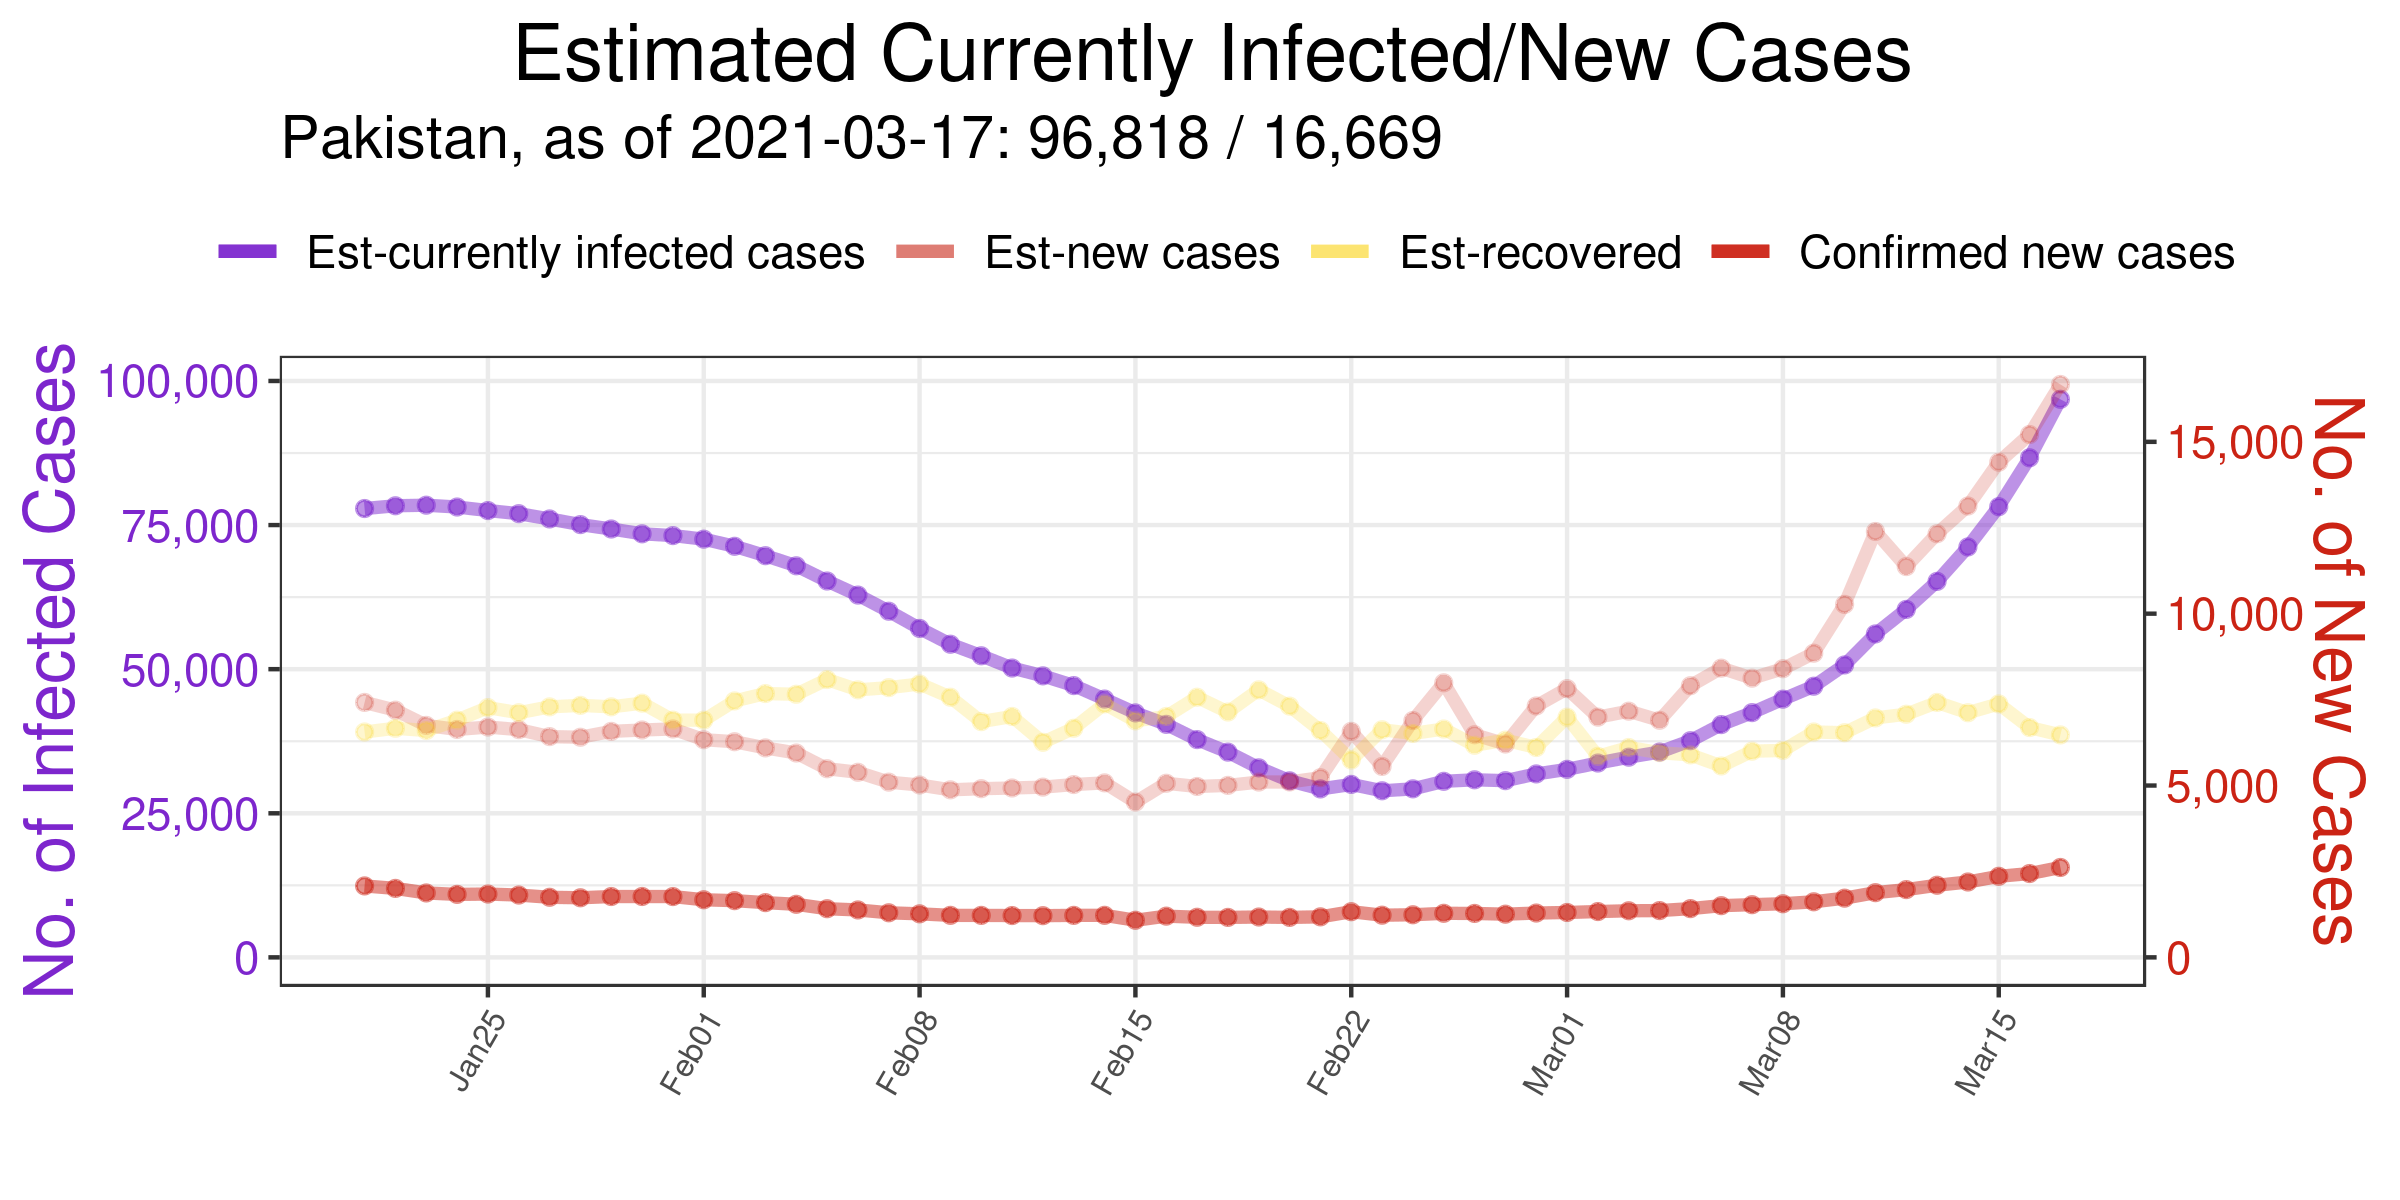 Estimated Currently Infected/New Cases
Pakistan, as of 2021-03-17: 96,818 / 16,669
Est-currently infected cases Est-new cases Est-recovered Confirmed new cases
No. of Infected Cases
100,000
75,000
50,000
25,000
0
15,000
10,000
5,000
0
No. of New Cases
Jan25 Feb01 Feb08 Feb15 Feb22 Mar01 Mar08 Mar15